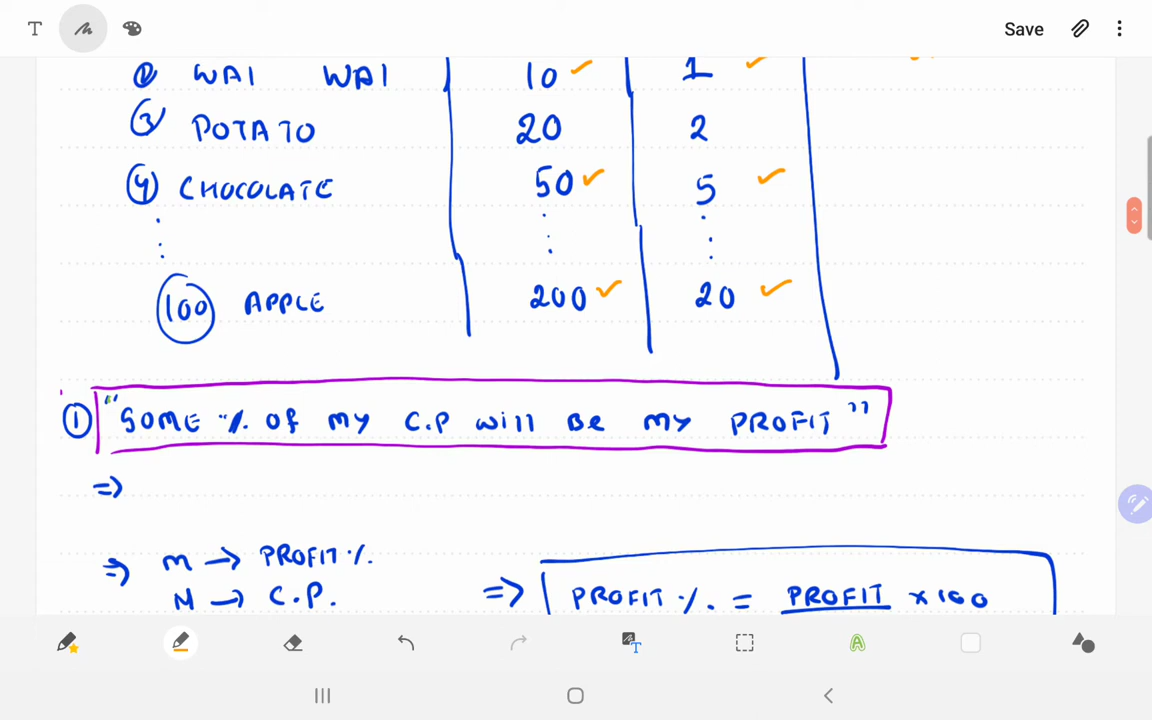 Save
② WAI WAI 10 ✓ 1 ✓
③ POTATO 20 2
④ CHOCOLATE 50 ✓ 5 ✓
100 APPLE 200 ✓ 20 ✓
① "SOME % OF MY C.P WILL BE MY PROFIT"
=>
=> m → PROFIT %.
M → C.P.
=> PROFIT %. = PROFIT × 100